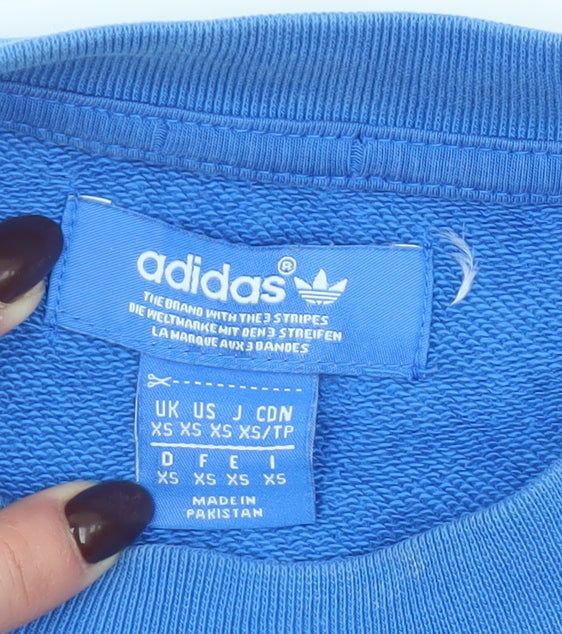 adidas®
THE BRAND WITH THE 3 STRIPES
DIE WELTMARKE MIT DEN 3 STREIFEN
LA MARQUE AUX 3 BANDES
UK US J CDN
XS XS XS XS/TP
D F E I
XS XS XS XS
MADE IN
PAKISTAN